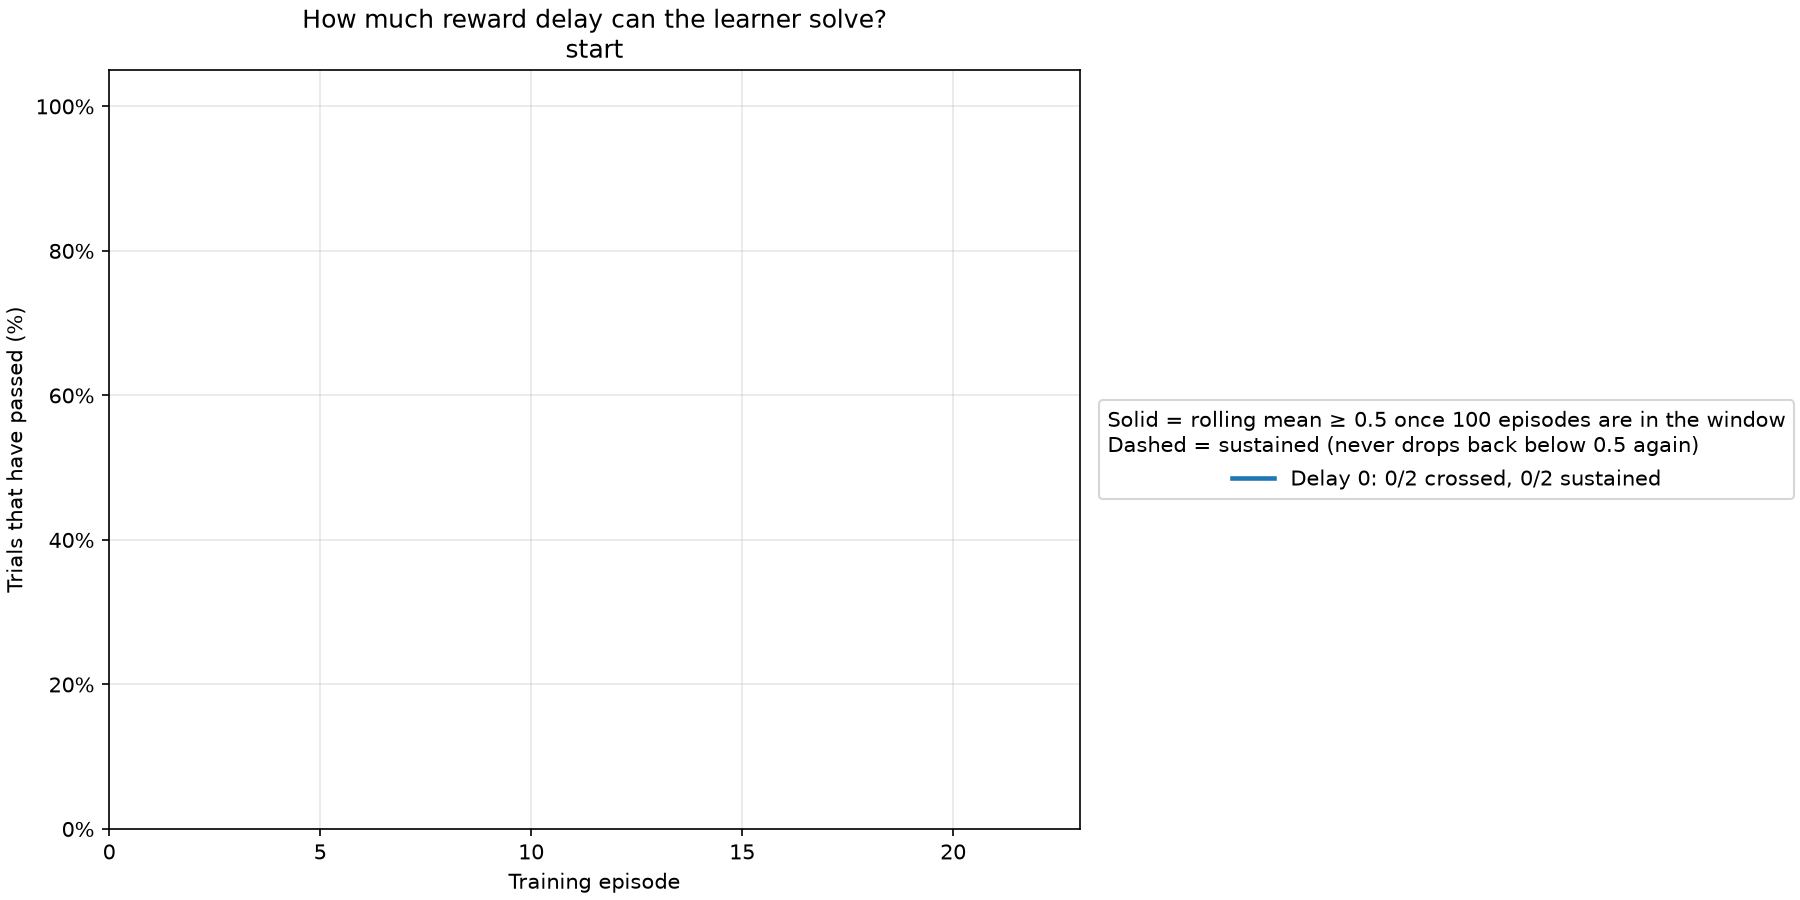 How much reward delay can the learner solve?
start
100%
80%
60%
40%
20%
0%
Trials that have passed (%)
0 5 10 15 20
Training episode
Solid = rolling mean ≥ 0.5 once 100 episodes are in the window
Dashed = sustained (never drops back below 0.5 again)
Delay 0: 0/2 crossed, 0/2 sustained